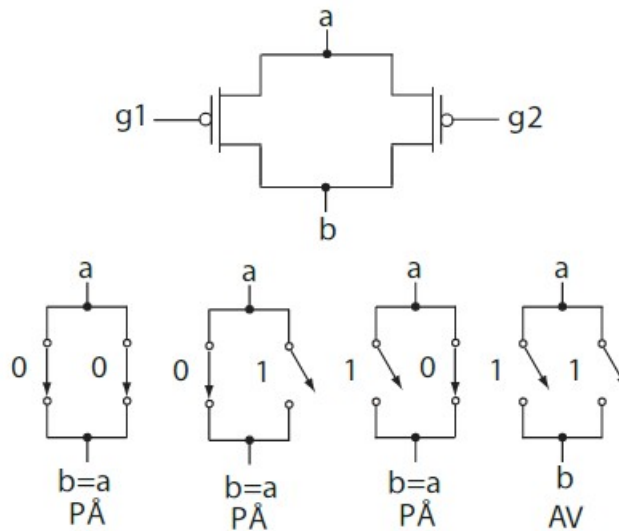 a
g1
g2
b
a a a a
0 0 0 1 1 0 1 1
b=a b=a b=a b
PÅ PÅ PÅ AV